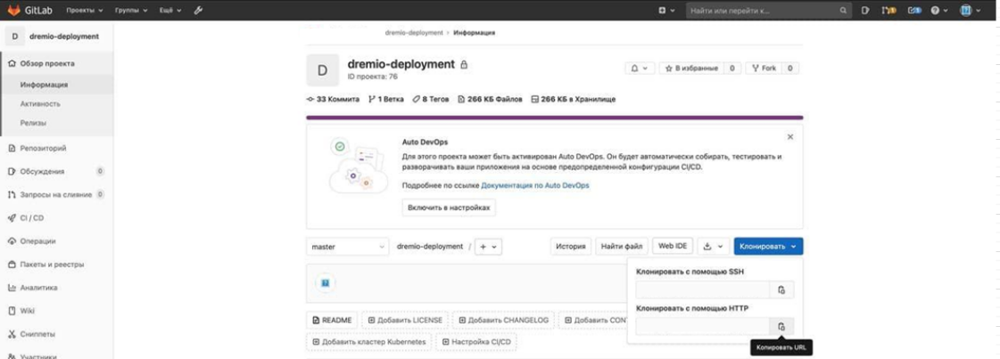 GitLab Проекты Группы Ещё Найти или перейти к...
D dremio-deployment
Обзор проекта
Информация
Активность
Релизы
Репозиторий
Обсуждения 0
Запросы на слияние 0
CI / CD
Операции
Пакеты и реестры
Аналитика
Wiki
Сниппеты
Участники
dremio-deployment › Информация
D dremio-deployment
ID проекта: 76
В избранные 0 Fork 0
33 Коммита 1 Ветка 8 Тегов 266 КБ Файлов 266 КБ в Хранилище
Auto DevOps
Для этого проекта может быть активирован Auto DevOps. Он будет автоматически собирать, тестировать и
разворачивать ваши приложения на основе предопределенной конфигурации CI/CD.
Подробнее по ссылке Документация по Auto DevOps
Включить в настройках
master dremio-deployment / + История Найти файл Web IDE Клонировать
Клонировать с помощью SSH
Клонировать с помощью HTTP
Копировать URL
README Добавить LICENSE Добавить CHANGELOG Добавить CON
Добавить кластер Kubernetes Настройка CI/CD